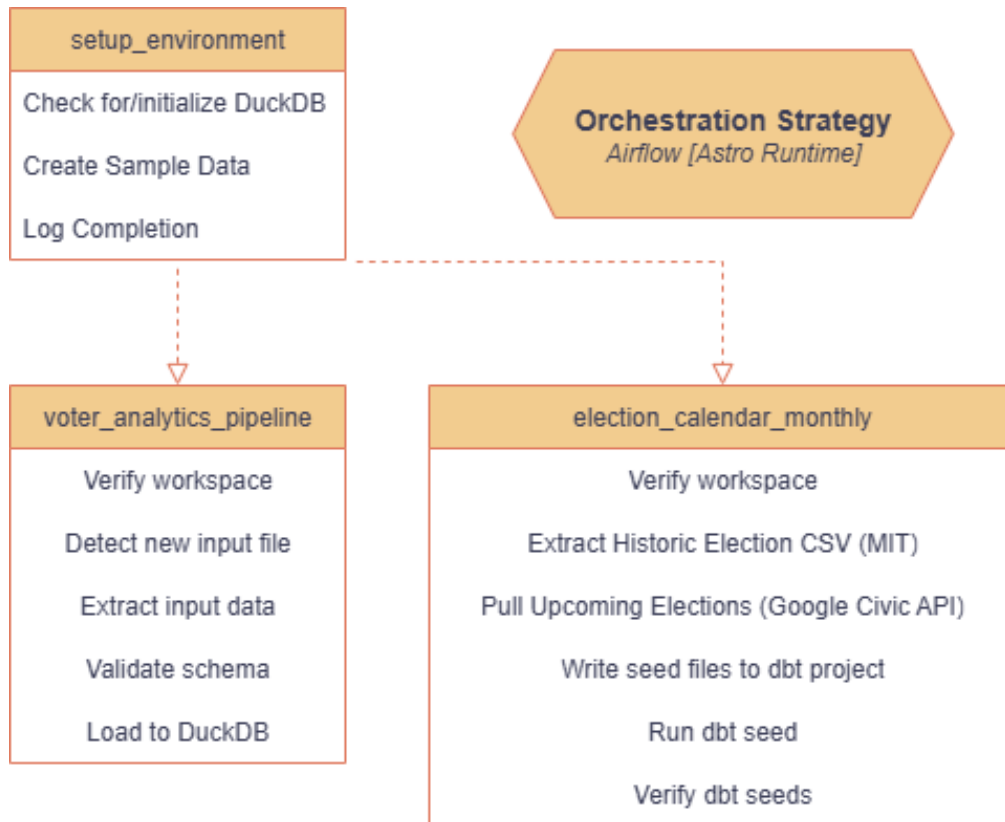 setup_environment
Check for/initialize DuckDB
Create Sample Data
Log Completion
Orchestration Strategy
Airflow [Astro Runtime]
voter_analytics_pipeline
Verify workspace
Detect new input file
Extract input data
Validate schema
Load to DuckDB
election_calendar_monthly
Verify workspace
Extract Historic Election CSV (MIT)
Pull Upcoming Elections (Google Civic API)
Write seed files to dbt project
Run dbt seed
Verify dbt seeds